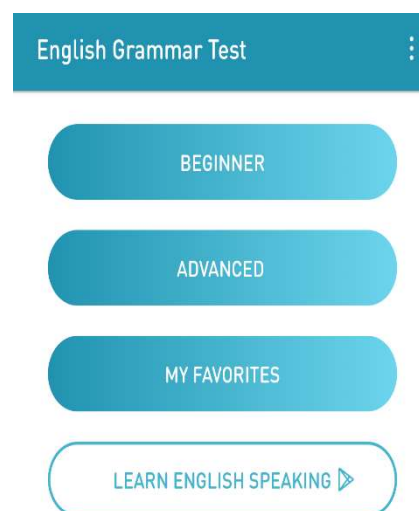 English Grammar Test
BEGINNER
ADVANCED
MY FAVORITES
LEARN ENGLISH SPEAKING